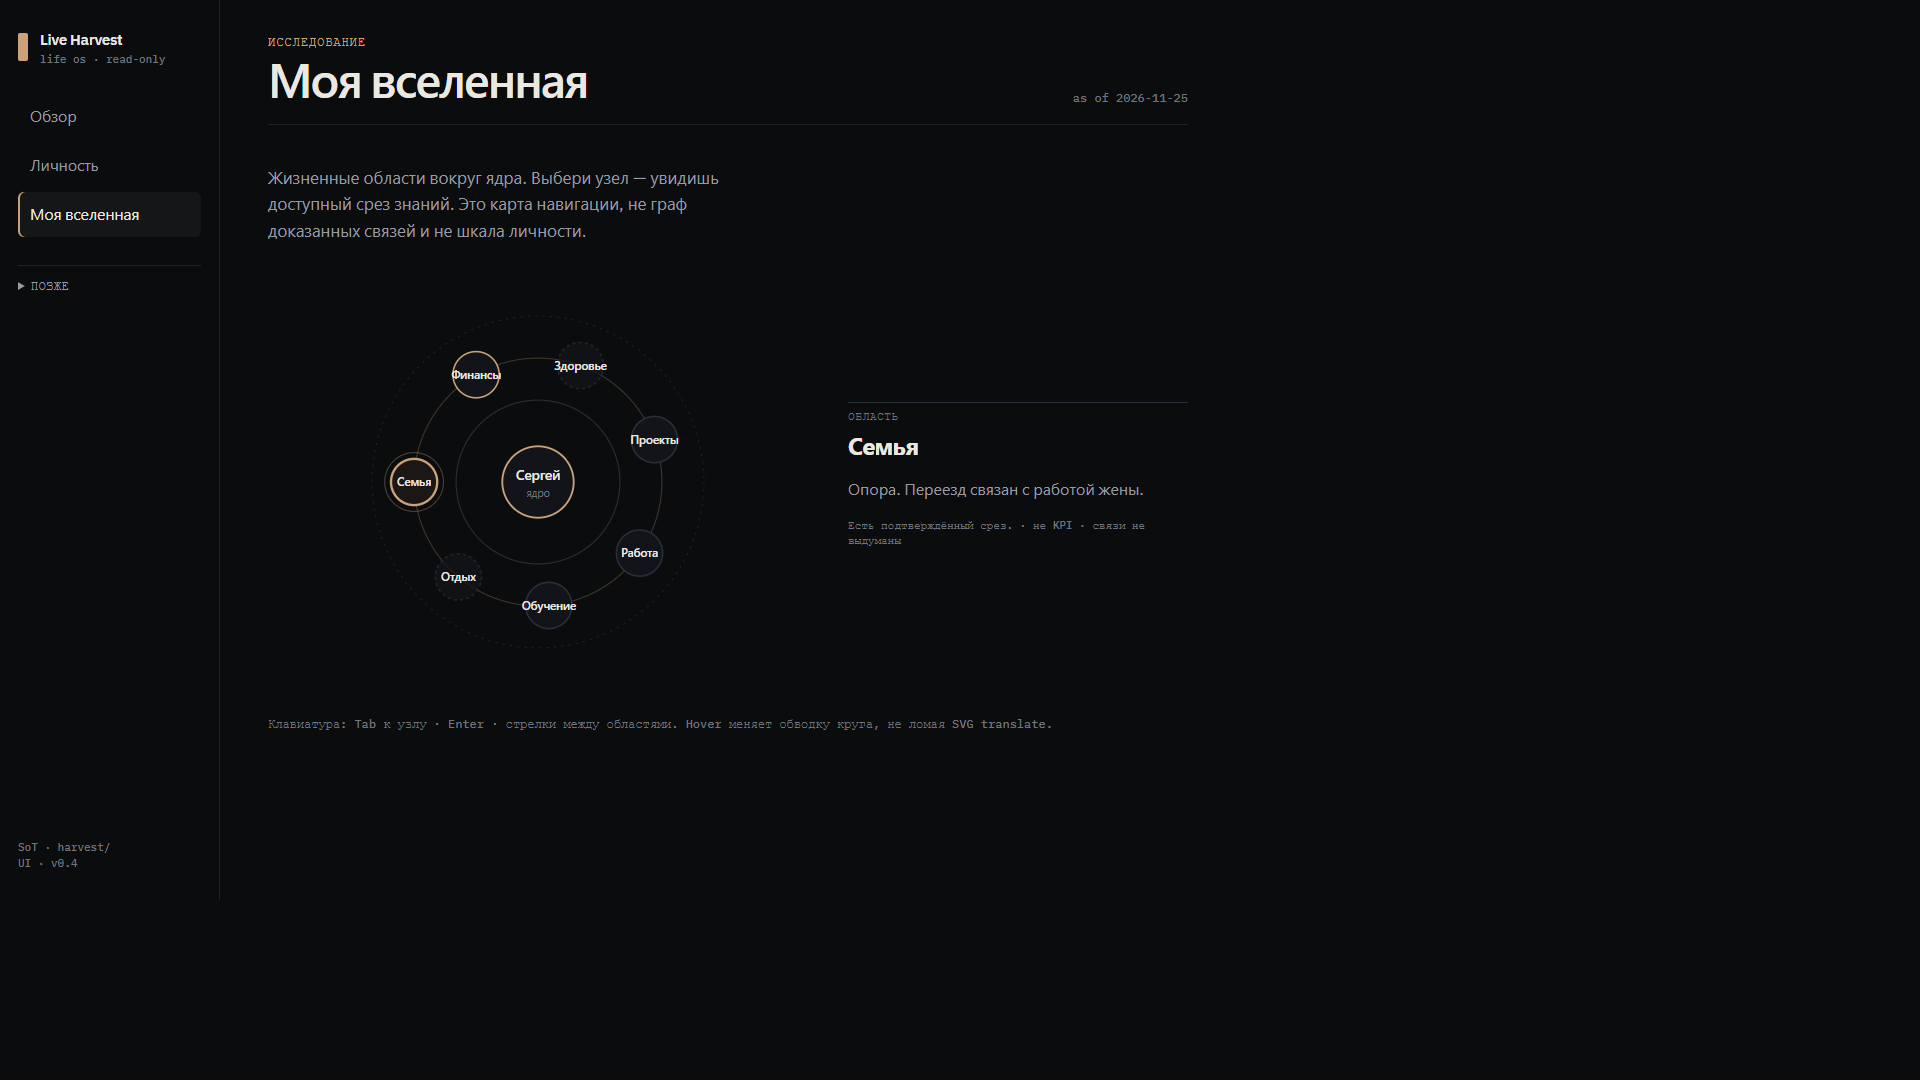 Live Harvest
life os · read-only
Обзор
Личность
Моя вселенная
ПОЗЖЕ
SoT · harvest/
UI · v0.4
ИССЛЕДОВАНИЕ
Моя вселенная
as of 2026-11-25
Жизненные области вокруг ядра. Выбери узел — увидишь
доступный срез знаний. Это карта навигации, не граф
доказанных связей и не шкала личности.
Финансы
Здоровье
Проекты
Семья
Сергей
ядро
Работа
Отдых
Обучение
ОБЛАСТЬ
Семья
Опора. Переезд связан с работой жены.
Есть подтверждённый срез. · не KPI · связи не
выдуманы
Клавиатура: Tab к узлу · Enter · стрелки между областями. Hover меняет обводку круга, не ломая SVG translate.